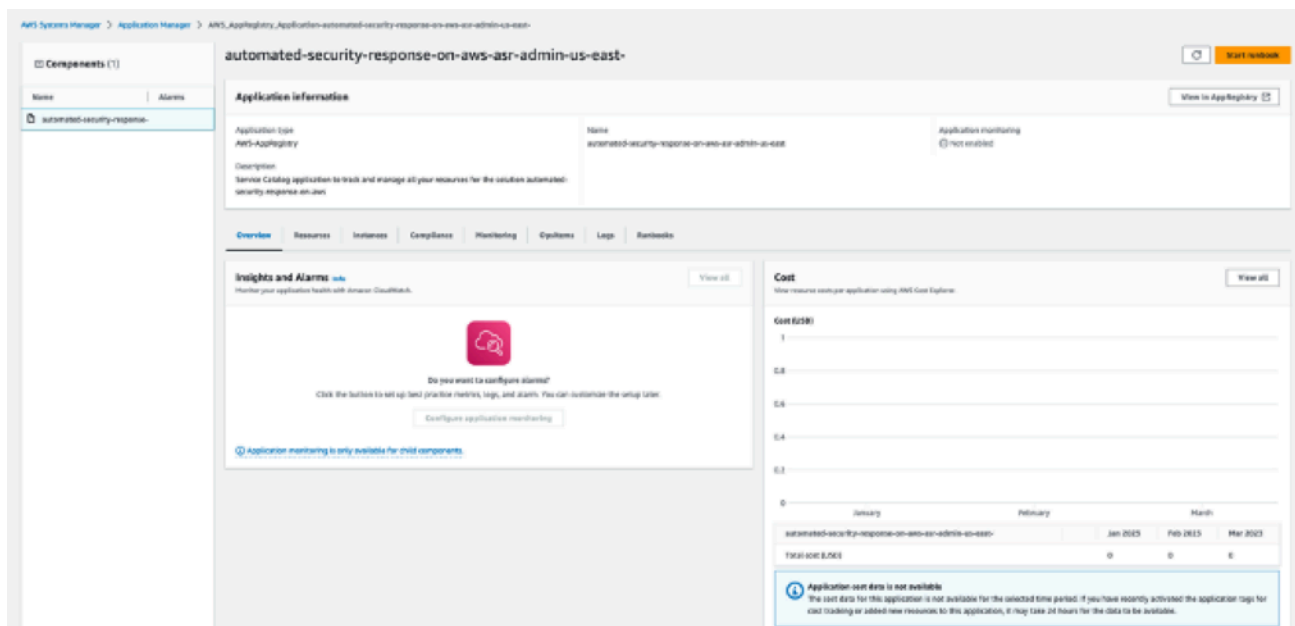 AWS Systems Manager > Application Manager > AWS_AppRegistry_Application-automated-security-response-on-aws-asr-admin-us-east-
Components (1)
Name Alarms
automated-security-response-
automated-security-response-on-aws-asr-admin-us-east-
Start runbook
Application information
View in AppRegistry
Application type
AWS-AppRegistry
Name
automated-security-response-on-aws-asr-admin-us-east
Application monitoring
Not enabled
Description
Service Catalog application to track and manage all your resources for the solution automated-
security-response-on-aws
Overview Resources Instances Compliance Monitoring OpsItems Logs Runbooks
Insights and Alarms Info
View all
Monitor your application health with Amazon CloudWatch.
Do you want to configure alarms?
Click the button to set up best practice metrics, logs, and alarm. You can customize the setup later.
Configure application monitoring
Application monitoring is only available for child components.
Cost
View all
View resource costs per application using AWS Cost Explorer.
Cost (USD)
1
0.8
0.6
0.4
0.2
0
January February March
automated-security-response-on-aws-asr-admin-us-east- Jan 2023 Feb 2023 Mar 2023
Total cost (USD) 0 0 0
Application cost data is not available
The cost data for this application is not available for the selected time period. If you have recently activated the application tags for
cost tracking or added new resources to this application, it may take 24 hours for the data to be available.